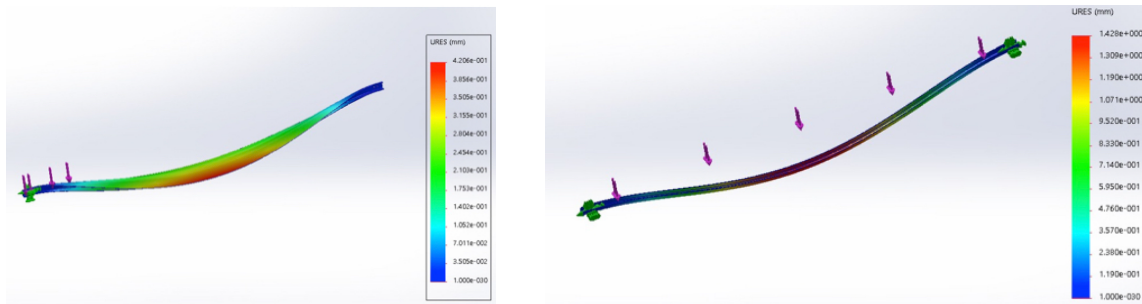 URES (mm)
4.206e-001
3.856e-001
3.505e-001
3.155e-001
2.804e-001
2.454e-001
2.103e-001
1.753e-001
1.402e-001
1.052e-001
7.011e-002
3.505e-002
1.000e-030
URES (mm)
1.428e+000
1.309e+000
1.190e+000
1.071e+000
9.520e-001
8.330e-001
7.140e-001
5.950e-001
4.760e-001
3.570e-001
2.380e-001
1.190e-001
1.000e-030